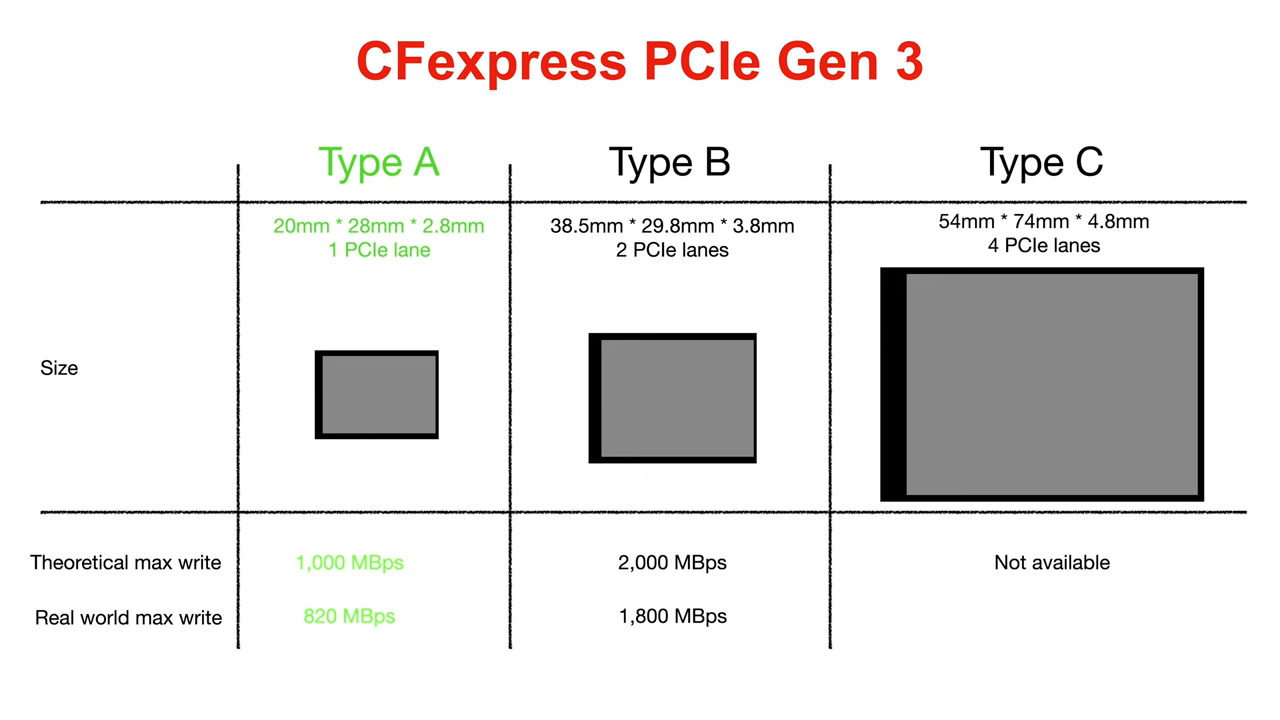 CFexpress PCIe Gen 3
Type A
Type B
Type C
20mm * 28mm * 2.8mm
1 PCIe lane
38.5mm * 29.8mm * 3.8mm
2 PCIe lanes
54mm * 74mm * 4.8mm
4 PCIe lanes
Size
Theoretical max write
1,000 MBps
2,000 MBps
Not available
Real world max write
820 MBps
1,800 MBps